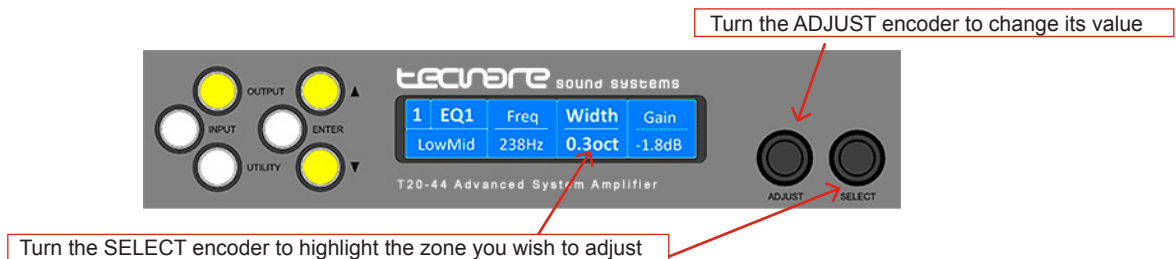 Turn the ADJUST encoder to change its value
tecnare sound systems
OUTPUT ▲
INPUT ENTER
UTILITY ▼
1 EQ1 Freq Width Gain
LowMid 238Hz 0.3oct -1.8dB
T20-44 Advanced System Amplifier
ADJUST SELECT
Turn the SELECT encoder to highlight the zone you wish to adjust